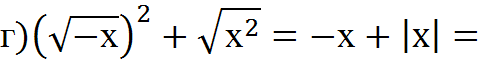 г)(√−x)² + √x² = −x + |x| =